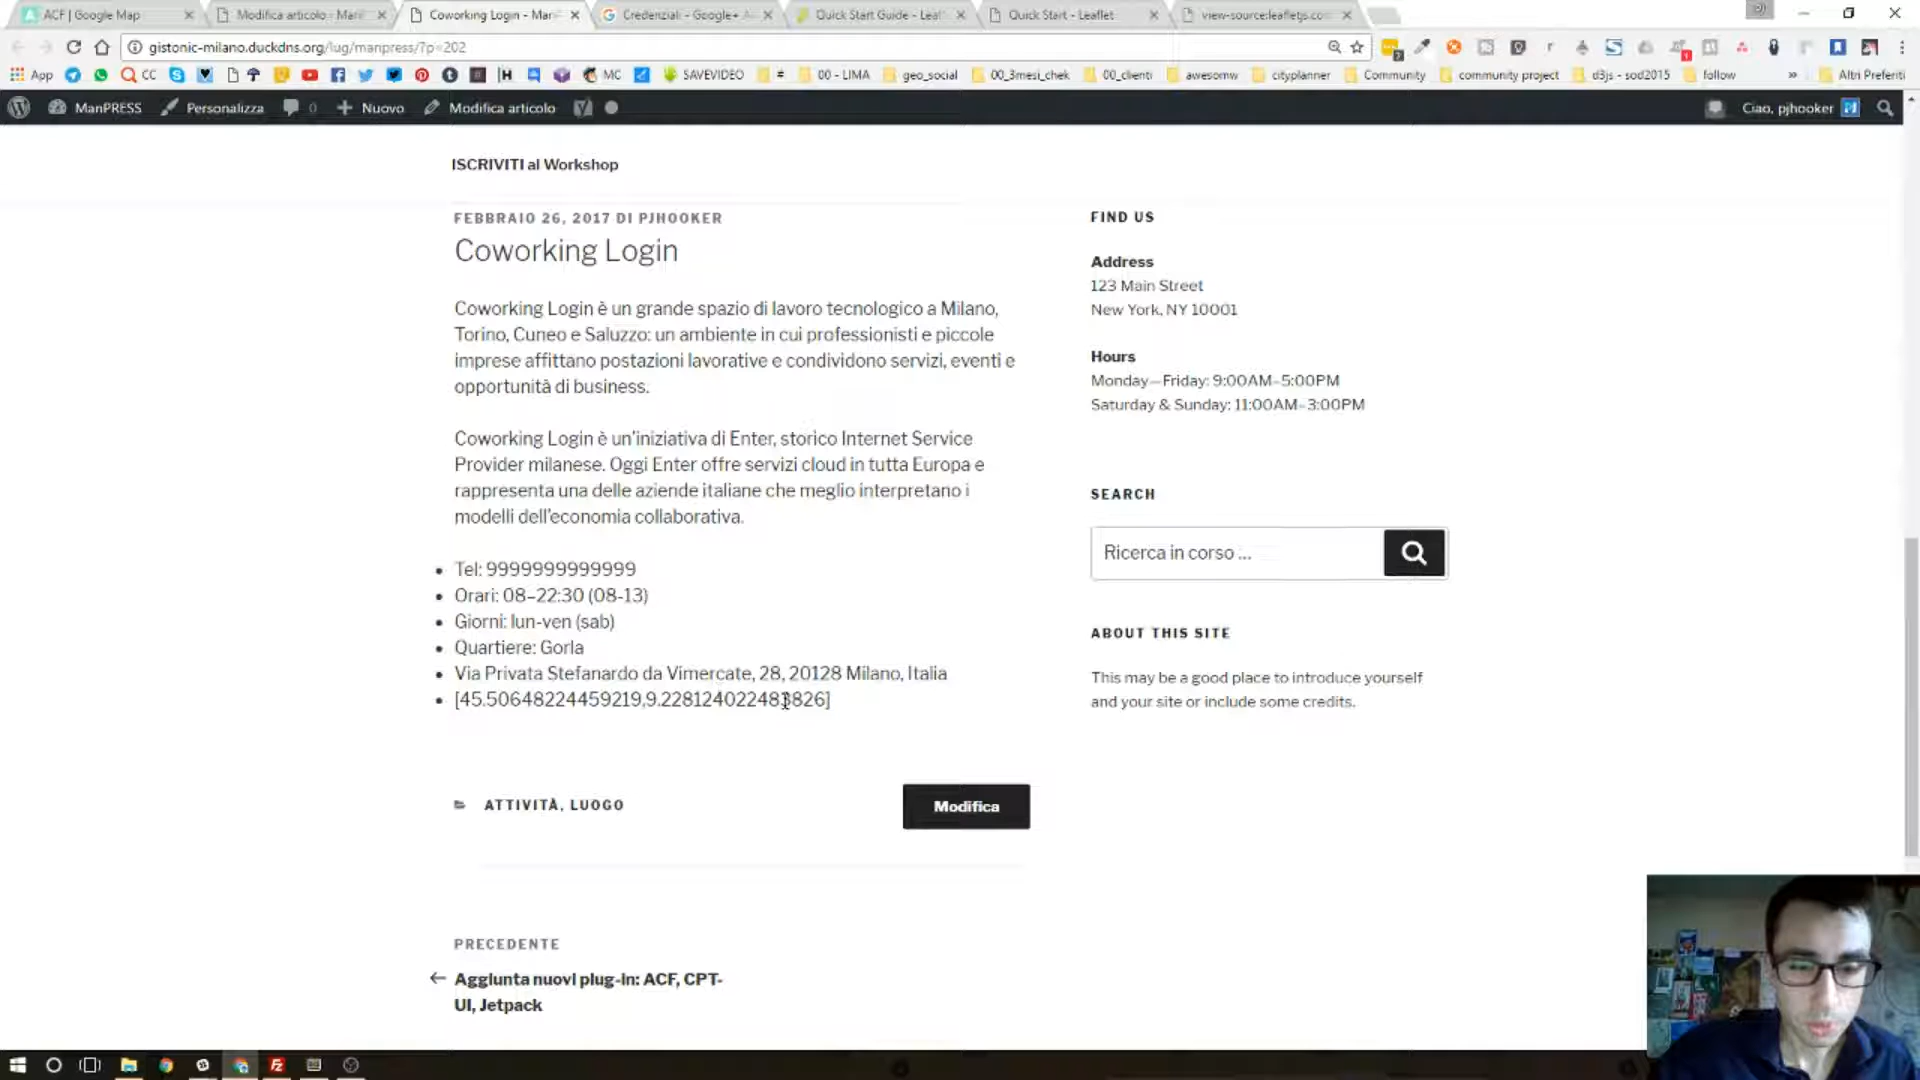 ACF | Google Map
Modifica articolo - Man
Coworking Login - Man
Credenziali - Google+ A
Quick Start Guide - Leaf
Quick Start - Leaflet
view-source:leafletjs.co
gistonic-milano.duckdns.org/lug/manpress/?p=202
App
CC
MC
SAVEVIDEO
#
00 - LIMA
geo_social
00_3mesi_chek
00_clienti
awesomw
cityplanner
Community
community project
d3js - sod2015
follow
»
Altri Preferiti
ManPRESS
Personalizza
0
Nuovo
Modifica articolo
Ciao, pjhooker
ISCRIVITI al Workshop
FEBBRAIO 26, 2017 DI PJHOOKER
Coworking Login
Coworking Login è un grande spazio di lavoro tecnologico a Milano,
Torino, Cuneo e Saluzzo: un ambiente in cui professionisti e piccole
imprese affittano postazioni lavorative e condividono servizi, eventi e
opportunità di business.
Coworking Login è un'iniziativa di Enter, storico Internet Service
Provider milanese. Oggi Enter offre servizi cloud in tutta Europa e
rappresenta una delle aziende italiane che meglio interpretano i
modelli dell'economia collaborativa.
Tel: 9999999999999
Orari: 08–22:30 (08-13)
Giorni: lun-ven (sab)
Quartiere: Gorla
Via Privata Stefanardo da Vimercate, 28, 20128 Milano, Italia
[45.50648224459219,9.228124022483826]
ATTIVITÀ, LUOGO
Modifica
PRECEDENTE
← Aggiunta nuovi plug-in: ACF, CPT-
UI, Jetpack
FIND US
Address
123 Main Street
New York, NY 10001
Hours
Monday—Friday: 9:00AM–5:00PM
Saturday & Sunday: 11:00AM–3:00PM
SEARCH
Ricerca in corso …
ABOUT THIS SITE
This may be a good place to introduce yourself
and your site or include some credits.